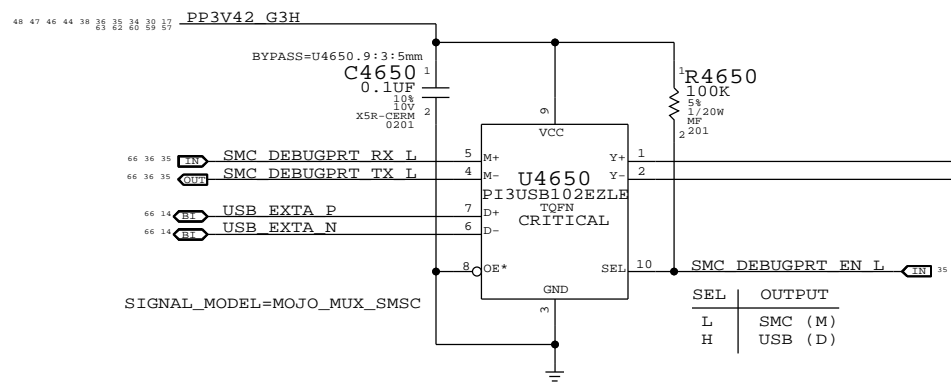 48 47 46 44 38 36 35 34 30 17
63 62 60 59 57
PP3V42_G3H
BYPASS=U4650.9:3:5mm
C4650
0.1UF
10%
10V
X5R-CERM
0201
1
2
R4650
100K
5%
1/20W
MF
201
1
2
9
VCC
66 36 35 IN SMC_DEBUGPRT_RX_L 5 M+
66 36 35 OUT SMC_DEBUGPRT_TX_L 4 M-
Y+ 1
Y- 2
U4650
PI3USB102EZLE
TQFN
CRITICAL
66 14 BI USB_EXTA_P 7 D+
66 14 BI USB_EXTA_N 6 D-
8 OE*
SEL 10 SMC_DEBUGPRT_EN_L IN 35
GND
3
SIGNAL_MODEL=MOJO_MUX_SMSC
SEL OUTPUT
L SMC (M)
H USB (D)